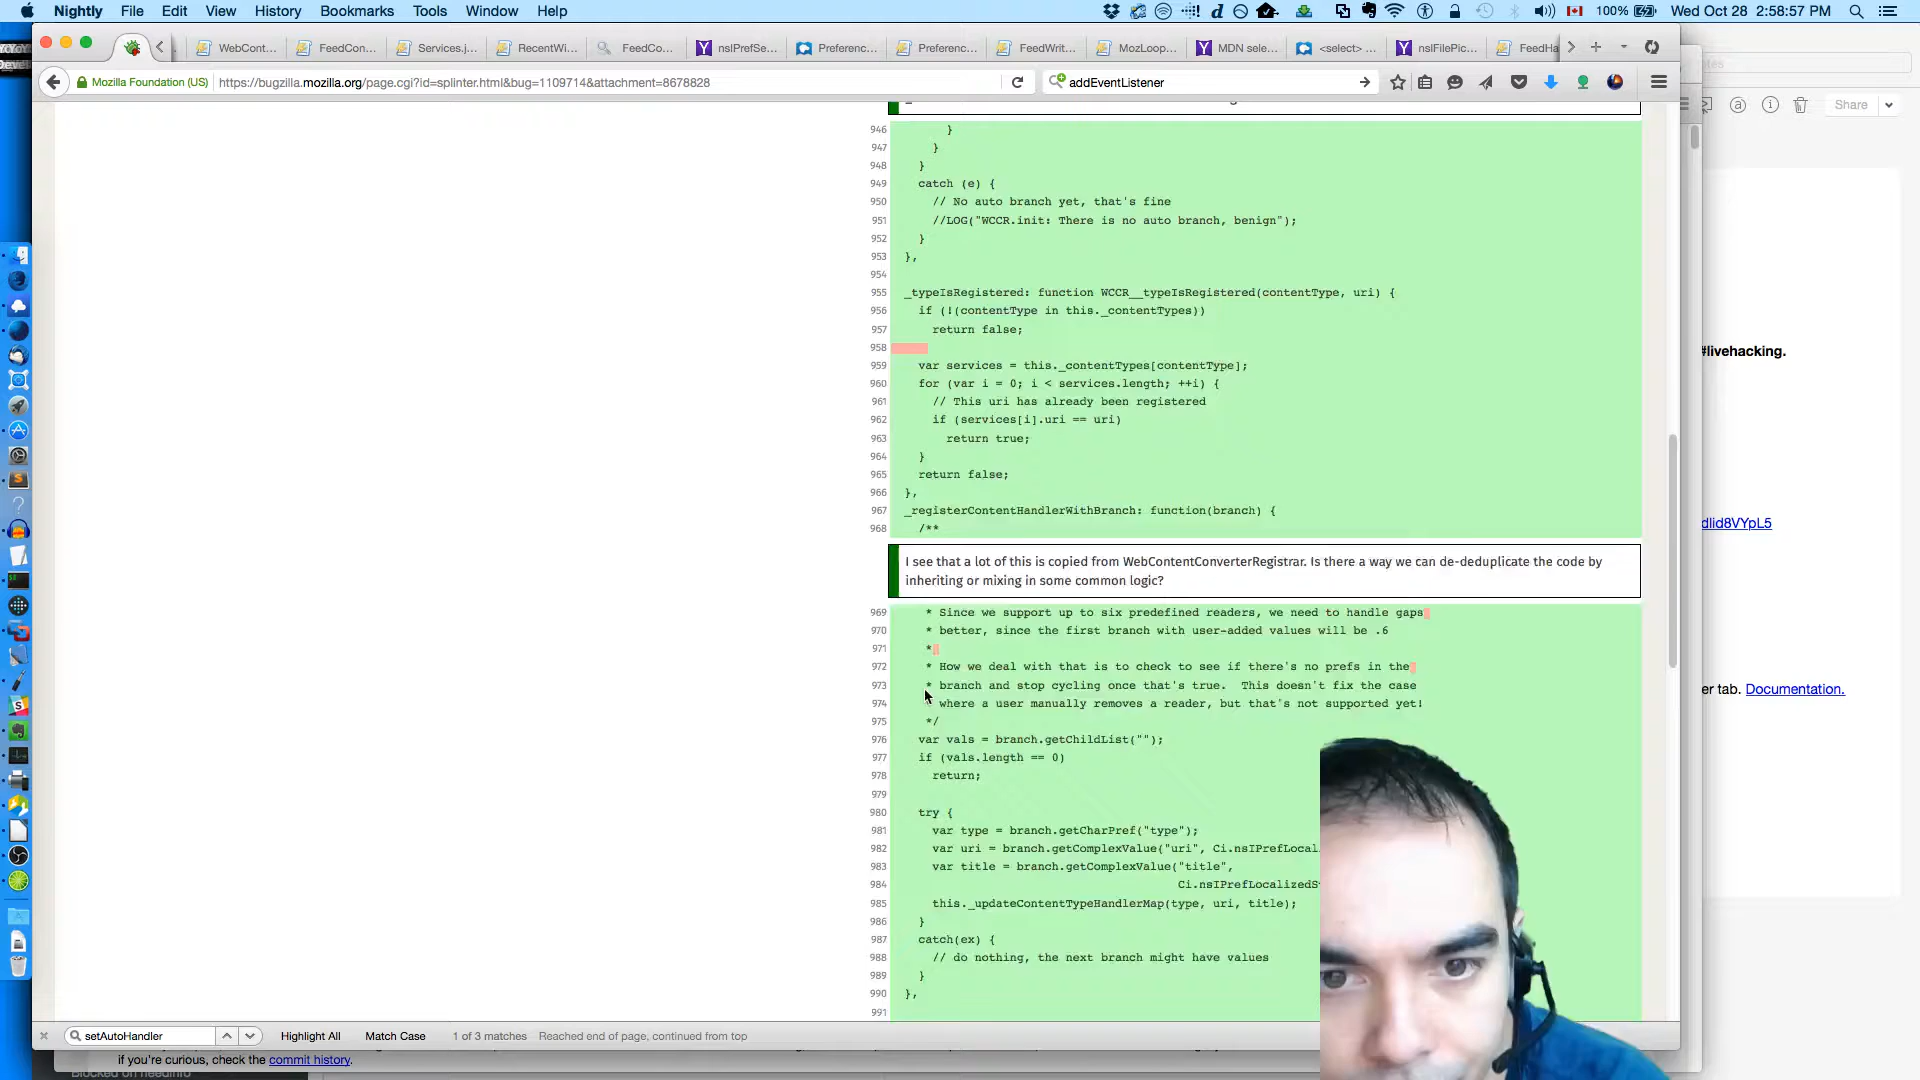 Nightly File Edit View History Bookmarks Tools Window Help 100% Wed Oct 28 2:58:57 PM
WebCont... FeedCon... Services.j... RecentWi... FeedCo... nsIPrefSe... Preferenc... Preferenc... FeedWrit... MozLoop... MDN sele... <select> ... nsIFilePic... FeedHa
Mozilla Foundation (US) https://bugzilla.mozilla.org/page.cgi?id=splinter.html&bug=1109714&attachment=8678828 addEventListener
Share
946 }
947 }
948 }
949 catch (e) {
950 // No auto branch yet, that's fine
951 //LOG("WCCR.init: There is no auto branch, benign");
952 }
953 },
954
955 _typeIsRegistered: function WCCR__typeIsRegistered(contentType, uri) {
956 if (!(contentType in this._contentTypes))
957 return false;
958
959 var services = this._contentTypes[contentType];
960 for (var i = 0; i < services.length; ++i) {
961 // This uri has already been registered
962 if (services[i].uri == uri)
963 return true;
964 }
965 return false;
966 },
967 _registerContentHandlerWithBranch: function(branch) {
968 /**
I see that a lot of this is copied from WebContentConverterRegistrar. Is there a way we can de-deduplicate the code by
inheriting or mixing in some common logic?
969 * Since we support up to six predefined readers, we need to handle gaps
970 * better, since the first branch with user-added values will be .6
971 *
972 * How we deal with that is to check to see if there's no prefs in the
973 * branch and stop cycling once that's true.  This doesn't fix the case
974 * where a user manually removes a reader, but that's not supported yet!
975 */
976 var vals = branch.getChildList("");
977 if (vals.length == 0)
978 return;
979
980 try {
981 var type = branch.getCharPref("type");
982 var uri = branch.getComplexValue("uri", Ci.nsIPrefLocal
983 var title = branch.getComplexValue("title",
984 Ci.nsIPrefLocalizedSt
985 this._updateContentTypeHandlerMap(type, uri, title);
986 }
987 catch(ex) {
988 // do nothing, the next branch might have values
989 }
990 },
991
#livehacking.
dlid8VYpL5
er tab. Documentation.
setAutoHandler Highlight All Match Case 1 of 3 matches Reached end of page, continued from top
if you're curious, check the commit history.
Blocked on needinfo